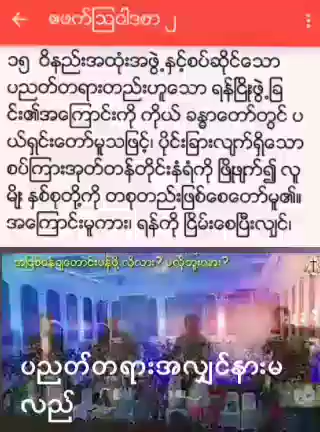 ဧဖက်ဩဝါဒစာ ၂
၁၅ ဝိနည်းအထုံးအဖွဲ့နှင့်စပ်ဆိုင်သော
ပညတ်တရားတည်းဟူသော ရန်ငြိုးဖွဲ့ခြ
င်း၏အကြောင်းကို ကိုယ် ခန္ဓာတော်တွင် ပ
ယ်ရှင်းတော်မူသဖြင့်၊ ပိုင်းခြားလျက်ရှိသော
စပ်ကြားအုတ်တန်တိုင်းနံရံကို ဖြိုဖျက်၍ လူ
မျိုး နှစ်စုတို့ကို တစုတည်းဖြစ်စေတော်မူ၏။
အကြောင်းမူကား၊ ရန်ကို ငြိမ်းစေပြီးလျှင်၊
ပညတ်တရားအလျှင်နားမ
လည်